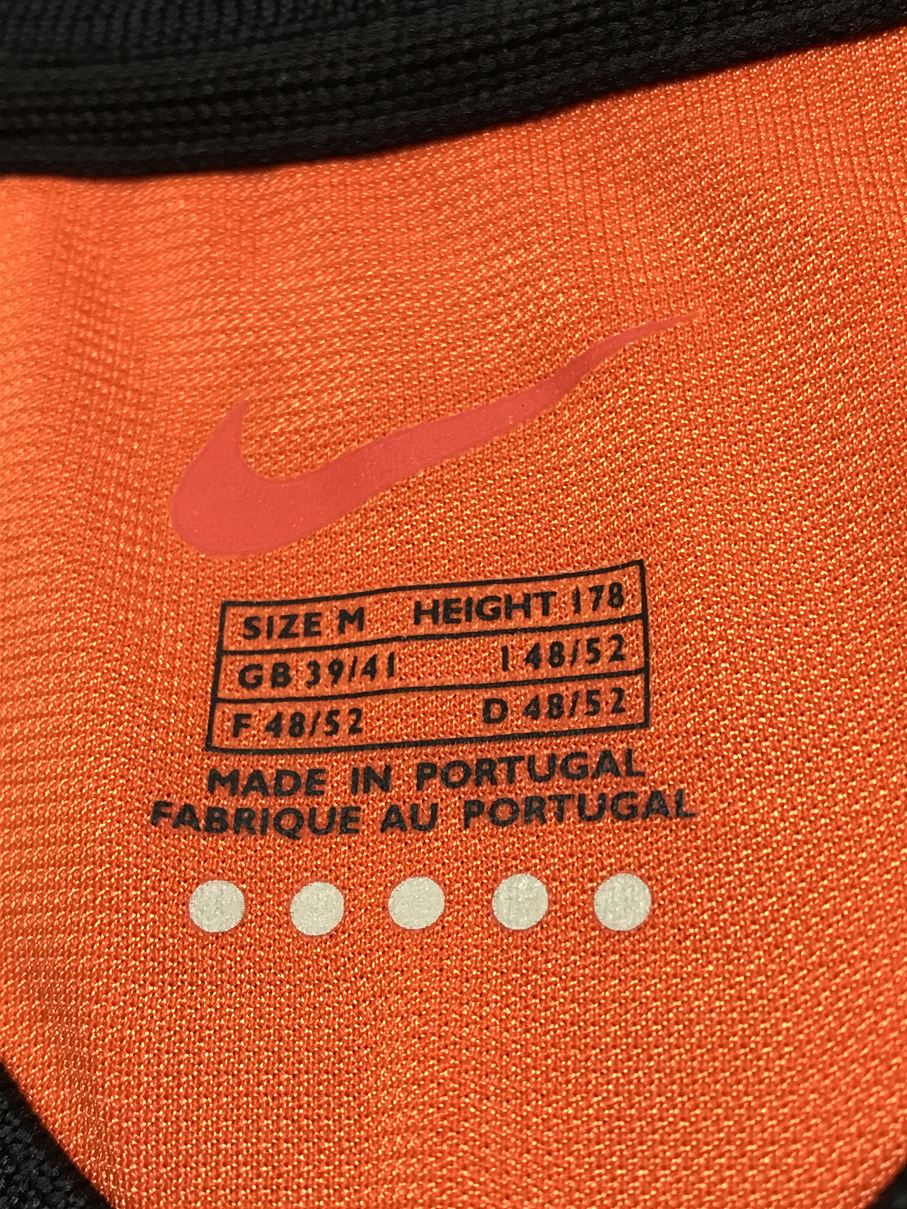 SIZE M HEIGHT 178
GB 39/41 I 48/52
F 48/52 D 48/52
MADE IN PORTUGAL
FABRIQUE AU PORTUGAL